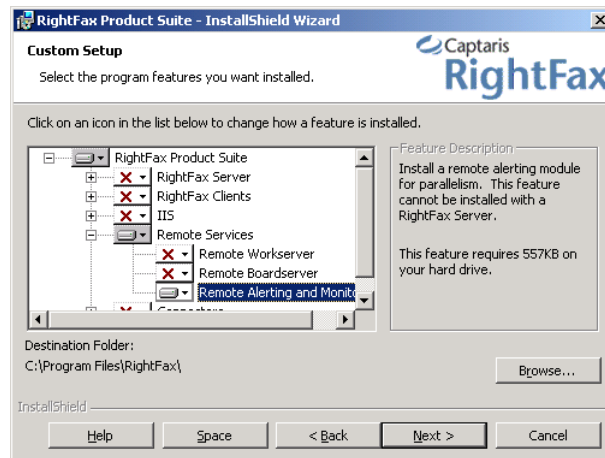 RightFax Product Suite - InstallShield Wizard
Custom Setup
Select the program features you want installed.
Captaris
RightFax
Click on an icon in the list below to change how a feature is installed.
RightFax Product Suite
RightFax Server
RightFax Clients
IIS
Remote Services
Remote Workserver
Remote Boardserver
Remote Alerting and Monito
Connectors
Feature Description
Install a remote alerting module
for parallelism. This feature
cannot be installed with a
RightFax Server.
This feature requires 557KB on
your hard drive.
Destination Folder:
C:\Program Files\RightFax\
Browse...
InstallShield
Help
Space
< Back
Next >
Cancel